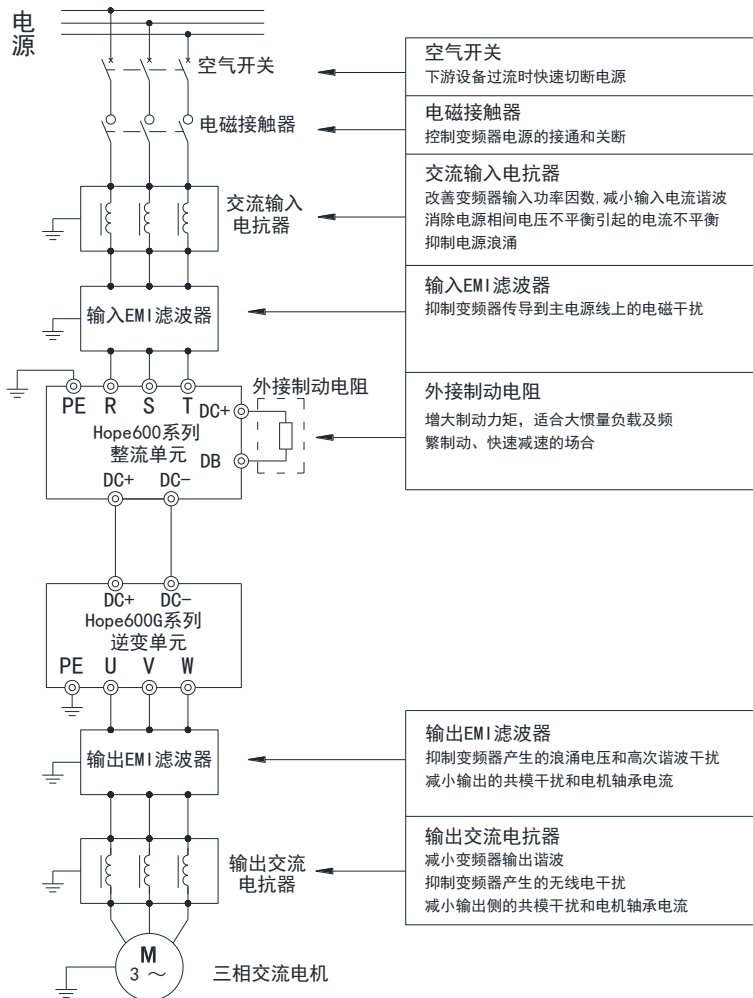 电
源
空气开关
电磁接触器
交流输入
电抗器
输入EMI滤波器
外接制动电阻
PE R S T DC+
Hope600系列
整流单元
DB
DC+ DC-
DC+ DC-
Hope600G系列
逆变单元
PE U V W
输出EMI滤波器
输出交流
电抗器
M
3 ～
三相交流电机
空气开关
下游设备过流时快速切断电源
电磁接触器
控制变频器电源的接通和关断
交流输入电抗器
改善变频器输入功率因数,减小输入电流谐波
消除电源相间电压不平衡引起的电流不平衡
抑制电源浪涌
输入EMI滤波器
抑制变频器传导到主电源线上的电磁干扰
外接制动电阻
增大制动力矩，适合大惯量负载及频
繁制动、快速减速的场合
输出EMI滤波器
抑制变频器产生的浪涌电压和高次谐波干扰
减小输出的共模干扰和电机轴承电流
输出交流电抗器
减小变频器输出谐波
抑制变频器产生的无线电干扰
减小输出侧的共模干扰和电机轴承电流